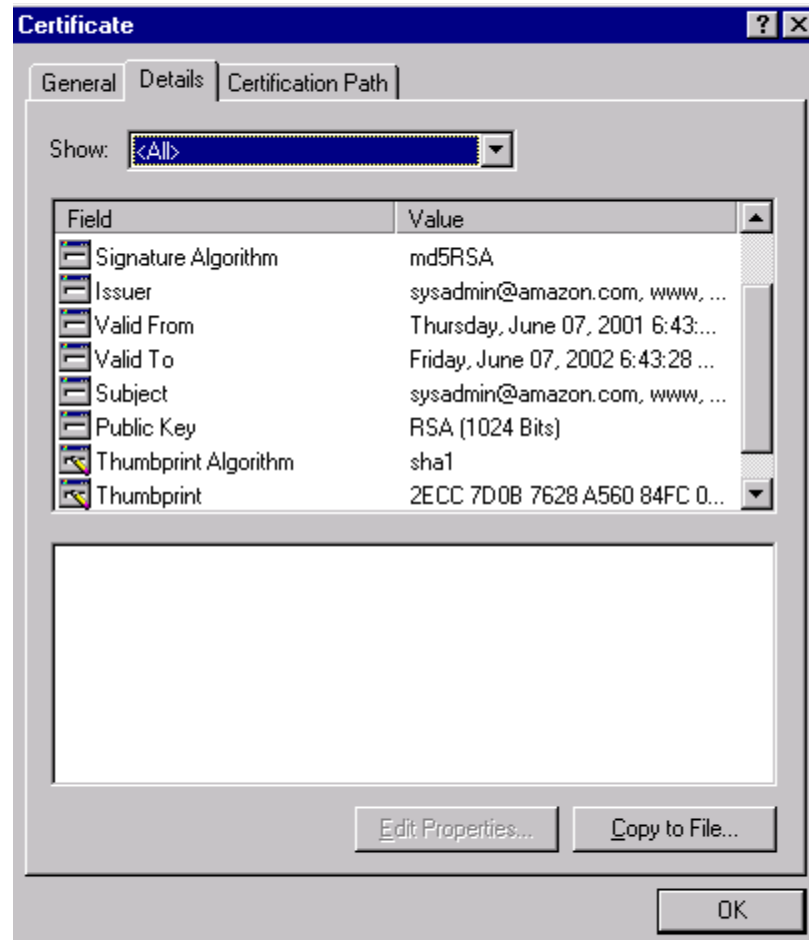 Certificate
General Details Certification Path
Show: <All>
Field Value
Signature Algorithm md5RSA
Issuer sysadmin@amazon.com, www, ...
Valid From Thursday, June 07, 2001 6:43:...
Valid To Friday, June 07, 2002 6:43:28 ...
Subject sysadmin@amazon.com, www, ...
Public Key RSA (1024 Bits)
Thumbprint Algorithm sha1
Thumbprint 2ECC 7D0B 7628 A560 84FC 0...
Edit Properties... Copy to File...
OK